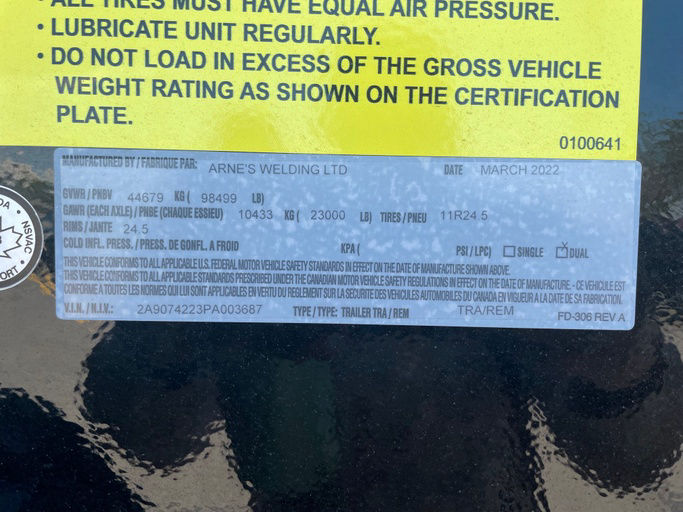 • ALL TIRES MUST HAVE EQUAL AIR PRESSURE.
• LUBRICATE UNIT REGULARLY.
• DO NOT LOAD IN EXCESS OF THE GROSS VEHICLE
WEIGHT RATING AS SHOWN ON THE CERTIFICATION
PLATE.
0100641
MANUFACTURED BY / FABRIQUE PAR: ARNE'S WELDING LTD DATE MARCH 2022
GVWR / PNBV 44679 KG ( 98499 LB)
GAWR (EACH AXLE) / PNBE (CHAQUE ESSIEU) 10433 KG ( 23000 LB) TIRES / PNEU 11R24.5
RIMS / JANTE 24.5
COLD INFL. PRESS. / PRESS. DE GONFL. A FROID KPA ( PSI / LPC) SINGLE X DUAL
THIS VEHICLE CONFORMS TO ALL APPLICABLE U.S. FEDERAL MOTOR VEHICLE SAFETY STANDARDS IN EFFECT ON THE DATE OF MANUFACTURE SHOWN ABOVE.
THIS VEHICLE CONFORMS TO ALL APPLICABLE STANDARDS PRESCRIBED UNDER THE CANADIAN MOTOR VEHICLE SAFETY REGULATIONS IN EFFECT ON THE DATE OF MANUFACTURE. - CE VEHICULE EST
CONFORME A TOUTES LES NORMES QUI LUI SONT APPLICABLES EN VERTU DU REGLEMENT SUR LA SECURITE DES VEHICULES AUTOMOBILES DU CANADA EN VIGUEUR A LA DATE DE SA FABRICATION.
V.I.N. / N.I.V.: 2A9074223PA003687 TYPE / TYPE: TRAILER TRA / REM TRA/REM
FD-306 REV A
NSVAC